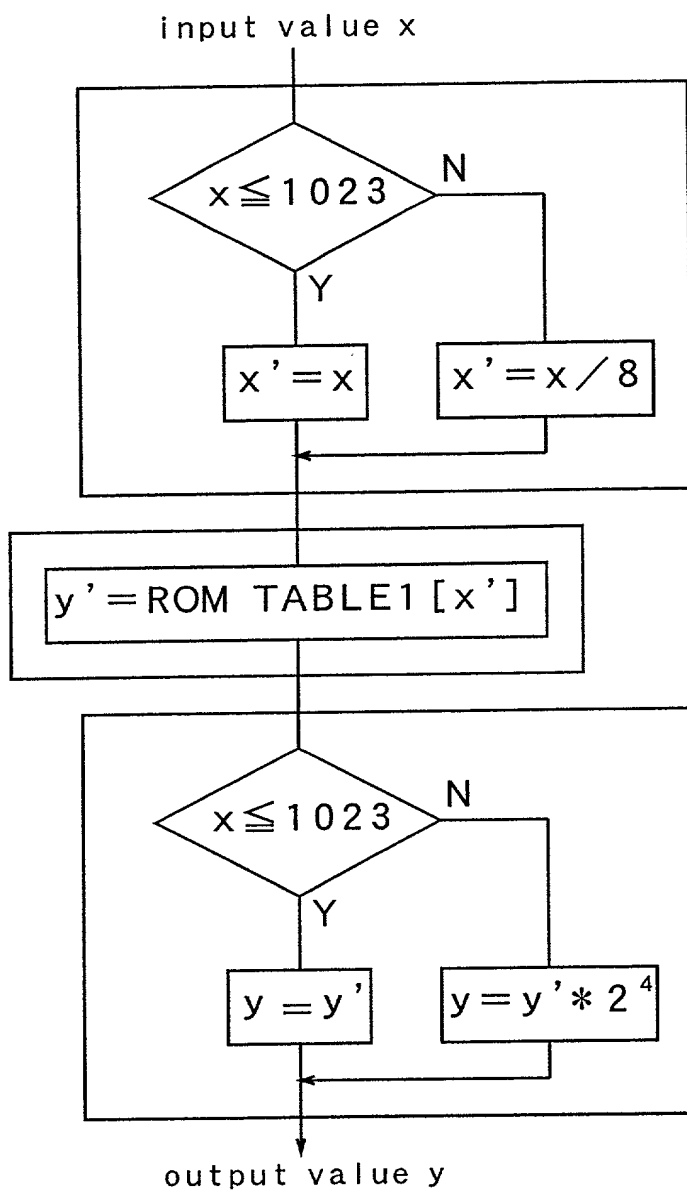 input value x
x≦1023
N
Y
x'=x
x'=x/8
y'=ROM TABLE1[x']
x≦1023
N
Y
y=y'
y=y'*2⁴
output value y